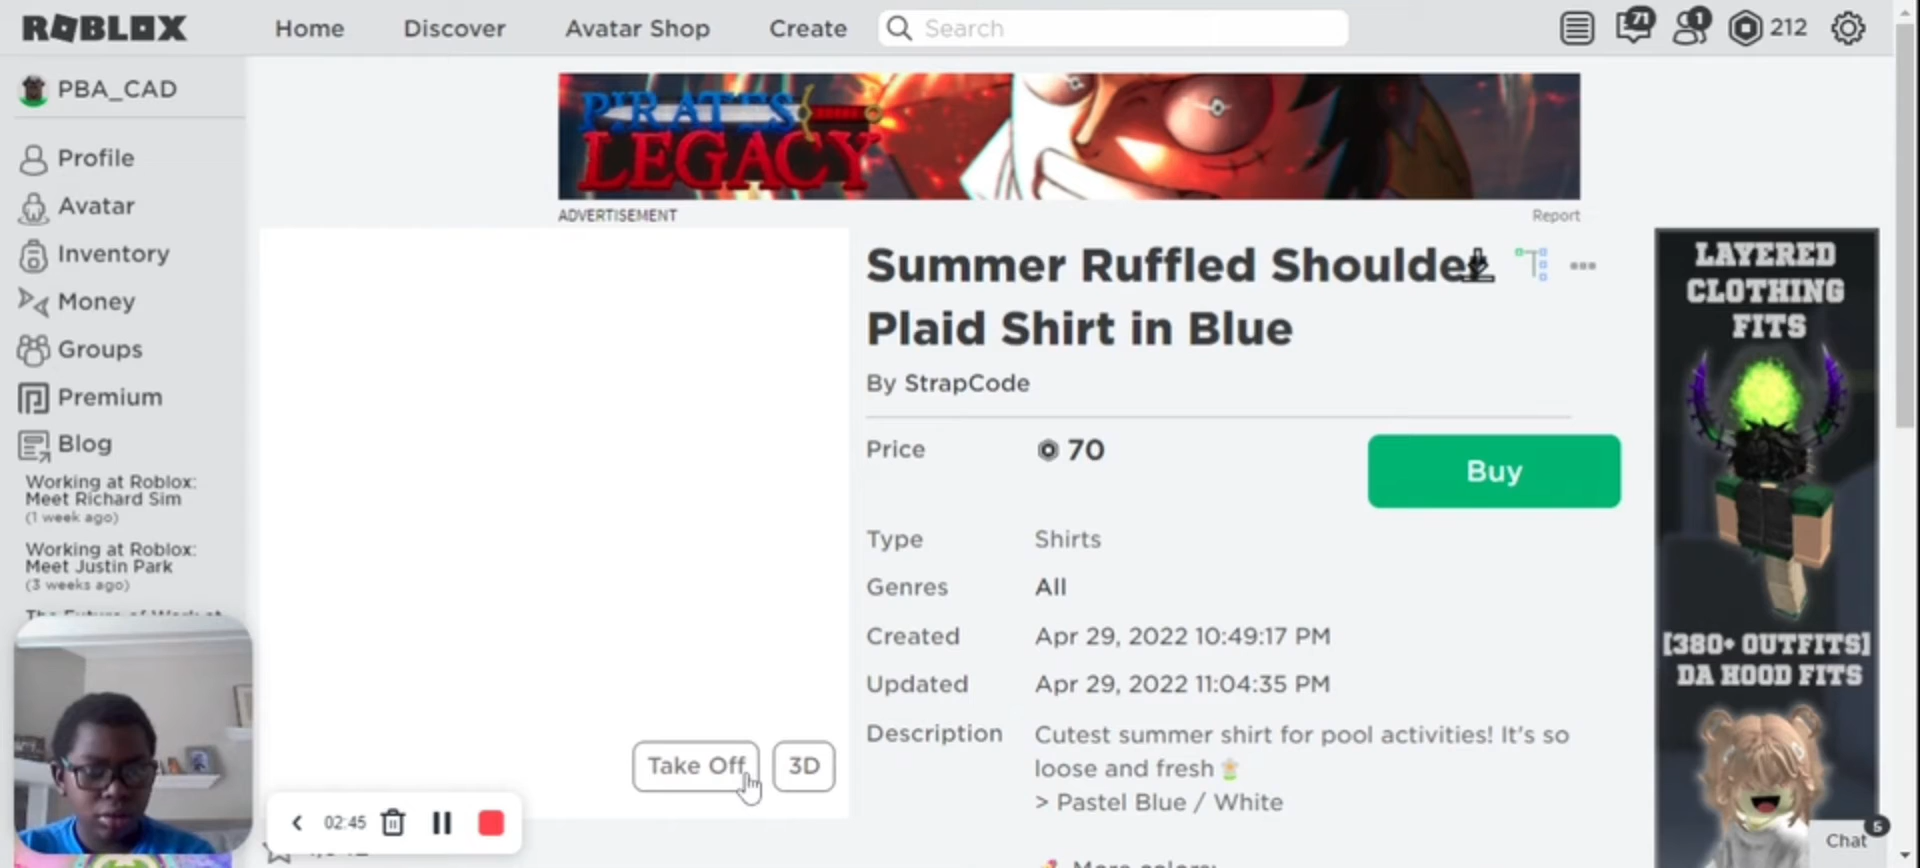 ROBLOX
Home
Discover
Avatar Shop
Create
Search
71
1
212
PBA_CAD
Profile
Avatar
Inventory
Money
Groups
Premium
Blog
Working at Roblox:
Meet Richard Sim
(1 week ago)
Working at Roblox:
Meet Justin Park
(3 weeks ago)
PIRATES
LEGACY
ADVERTISEMENT
Report
Summer Ruffled Shoulder
Plaid Shirt in Blue
By StrapCode
Price
70
Buy
Type
Shirts
Genres
All
Created
Apr 29, 2022 10:49:17 PM
Updated
Apr 29, 2022 11:04:35 PM
Description
Cutest summer shirt for pool activities! It's so
loose and fresh
> Pastel Blue / White
Take Off
3D
02:45
LAYERED
CLOTHING
FITS
[380+ OUTFITS]
DA HOOD FITS
Chat
5